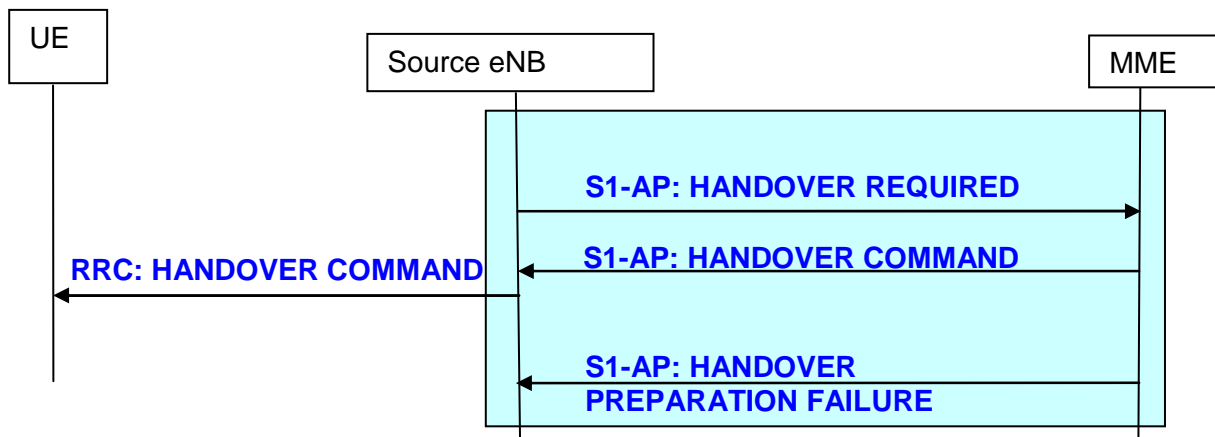 UE
Source eNB
MME
S1-AP: HANDOVER REQUIRED
S1-AP: HANDOVER COMMAND
RRC: HANDOVER COMMAND
S1-AP: HANDOVER
PREPARATION FAILURE